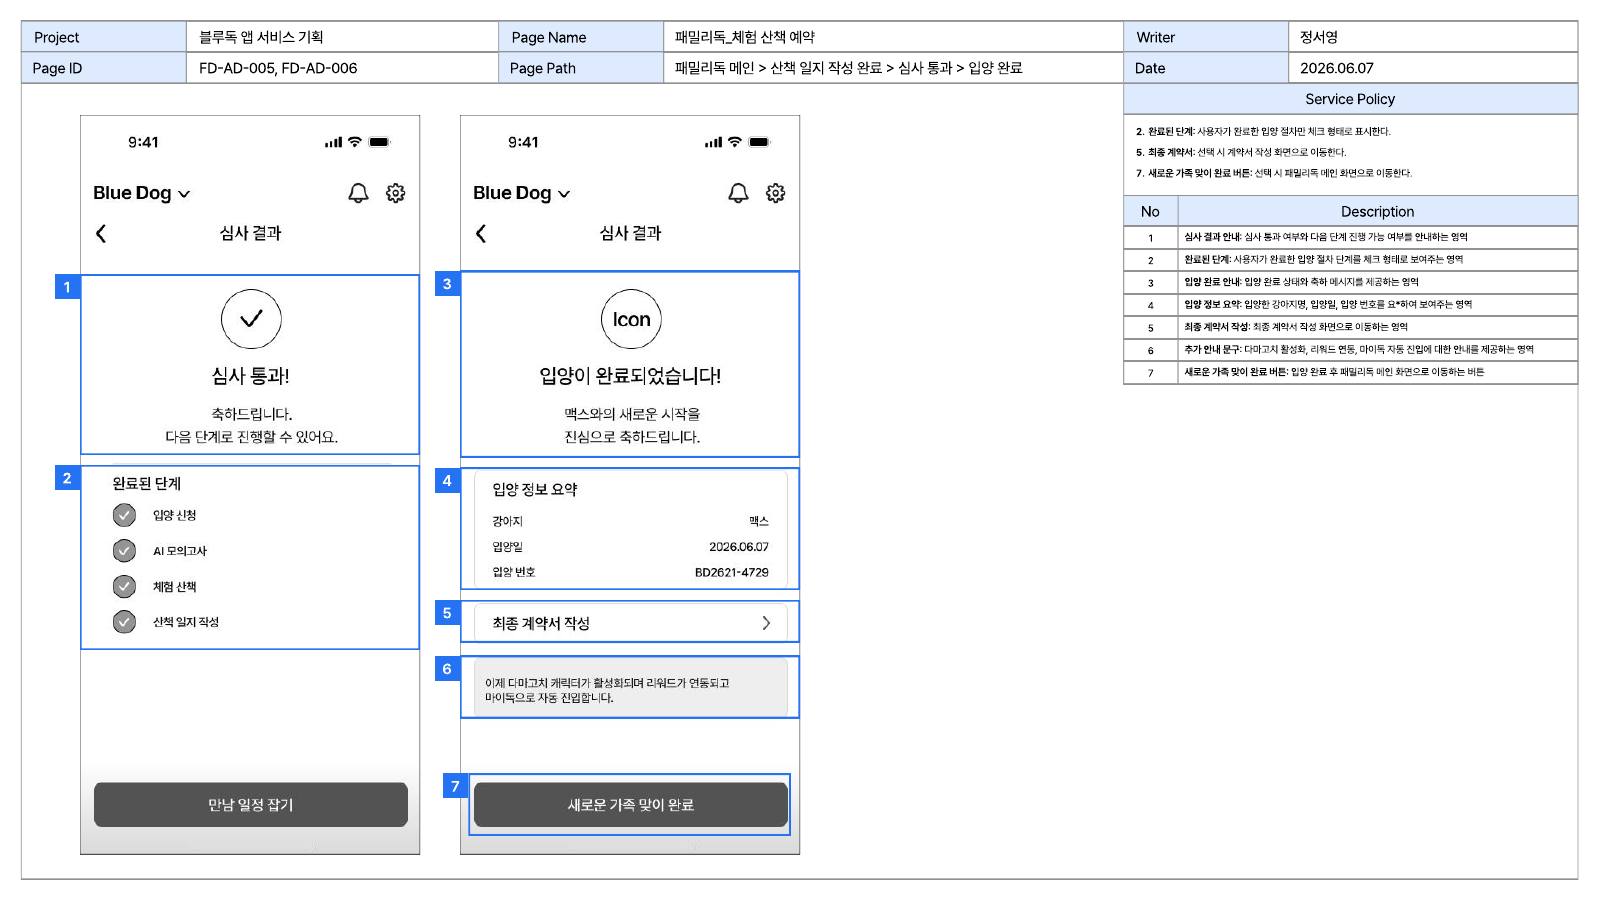 Project 블루독 앱 서비스 기획 Page Name 패밀리독_체험 산책 예약 Writer 정서영
Page ID FD-AD-005, FD-AD-006 Page Path 패밀리독 메인 > 산책 일지 작성 완료 > 심사 통과 > 입양 완료 Date 2026.06.07
9:41
Blue Dog
심사 결과
1
심사 통과!
축하드립니다.
다음 단계로 진행할 수 있어요.
2
완료된 단계
입양 신청
AI 모의고사
체험 산책
산책 일지 작성
만남 일정 잡기
9:41
Blue Dog
심사 결과
3
Icon
입양이 완료되었습니다!
맥스와의 새로운 시작을
진심으로 축하드립니다.
4
입양 정보 요약
강아지 맥스
입양일 2026.06.07
입양 번호 BD2621-4729
5
최종 계약서 작성
6
이제 다마고치 캐릭터가 활성화되며 리워드가 연동되고
마이독으로 자동 진입합니다.
7
새로운 가족 맞이 완료
Service Policy
2. 완료된 단계: 사용자가 완료한 입양 절차만 체크 형태로 표시한다.
5. 최종 계약서: 선택 시 계약서 작성 화면으로 이동한다.
7. 새로운 가족 맞이 완료 버튼: 선택 시 패밀리독 메인 화면으로 이동한다.
No Description
1 심사 결과 안내: 심사 통과 여부와 다음 단계 진행 가능 여부를 안내하는 영역
2 완료된 단계: 사용자가 완료한 입양 절차 단계를 체크 형태로 보여주는 영역
3 입양 완료 안내: 입양 완료 상태와 축하 메시지를 제공하는 영역
4 입양 정보 요약: 입양한 강아지명, 입양일, 입양 번호를 요*하여 보여주는 영역
5 최종 계약서 작성: 최종 계약서 작성 화면으로 이동하는 영역
6 추가 안내 문구: 다마고치 활성화, 리워드 연동, 마이독 자동 진입에 대한 안내를 제공하는 영역
7 새로운 가족 맞이 완료 버튼: 입양 완료 후 패밀리독 메인 화면으로 이동하는 버튼